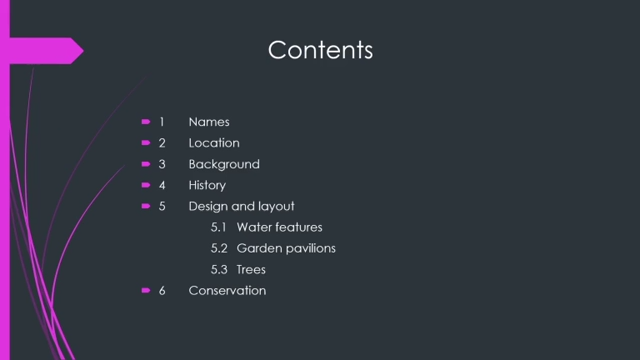 Contents
1 Names
2 Location
3 Background
4 History
5 Design and layout
5.1 Water features
5.2 Garden pavilions
5.3 Trees
6 Conservation